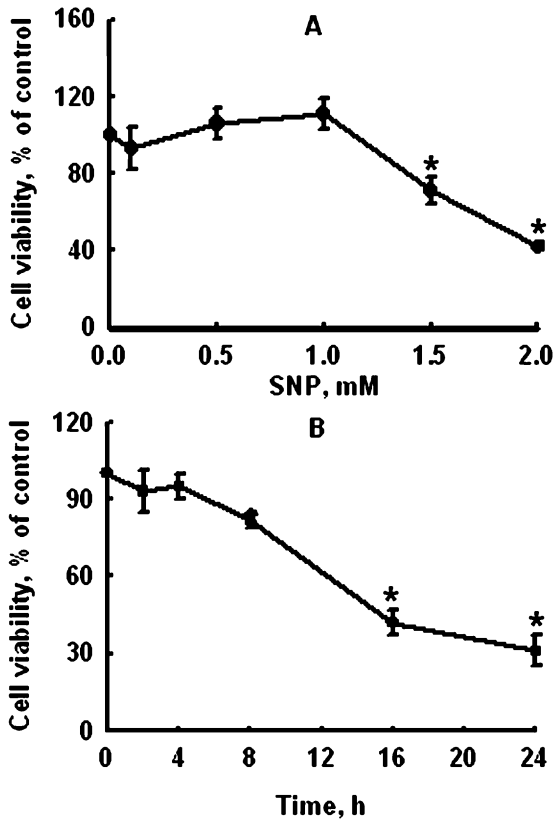 A
Cell viability, % of control
160
120
80
40
0
*
*
0.0 0.5 1.0 1.5 2.0
SNP, mM
B
Cell viability, % of control
120
90
60
30
0
*
*
0 4 8 12 16 20 24
Time, h